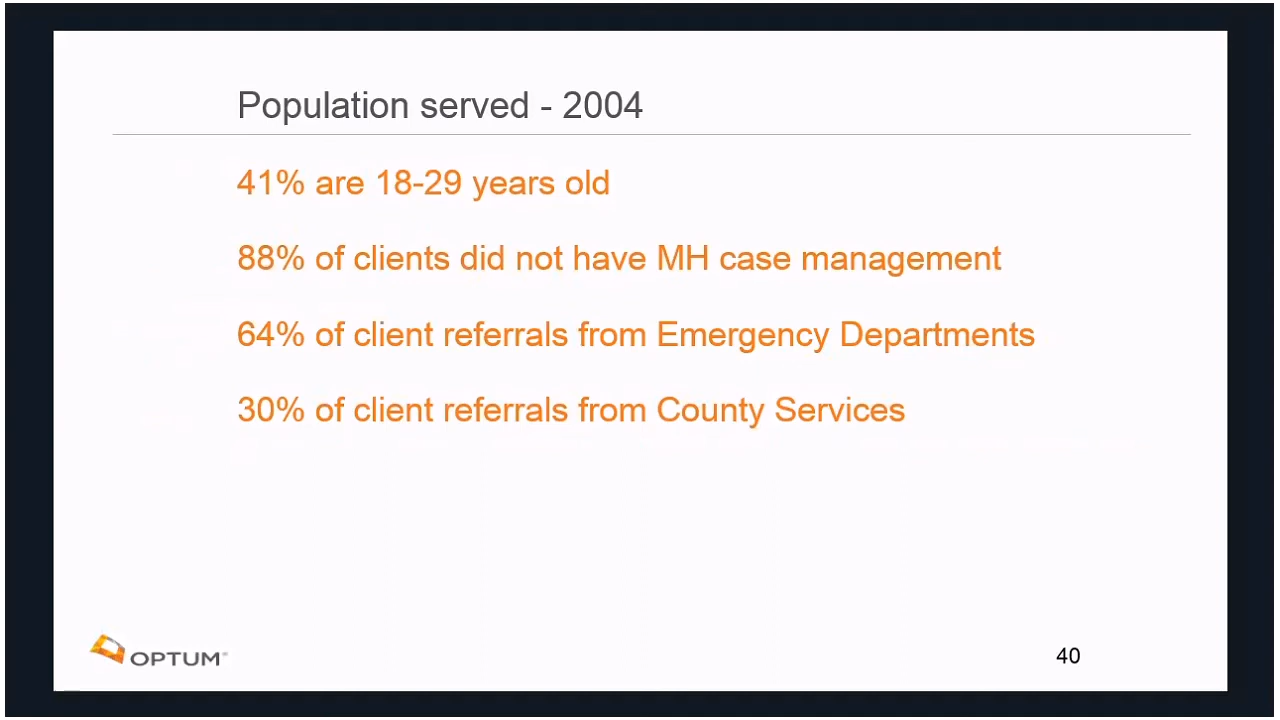 Population served - 2004
41% are 18-29 years old
88% of clients did not have MH case management
64% of client referrals from Emergency Departments
30% of client referrals from County Services
OPTUM®
40